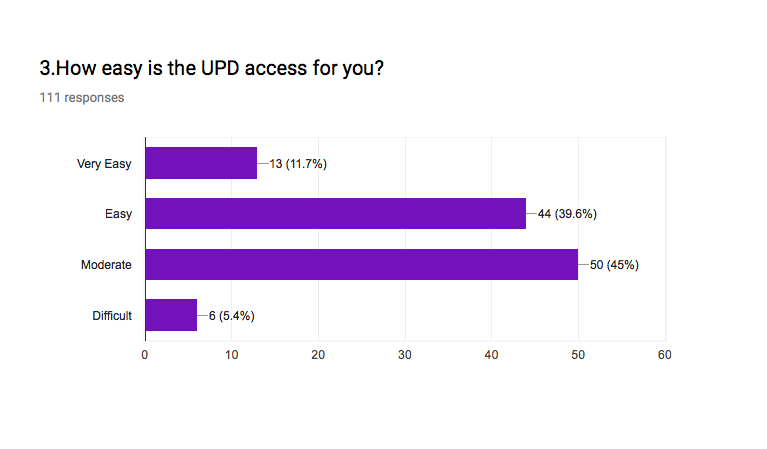 3.How easy is the UPD access for you?
111 responses
Very Easy 13 (11.7%)
Easy 44 (39.6%)
Moderate 50 (45%)
Difficult 6 (5.4%)
0 10 20 30 40 50 60